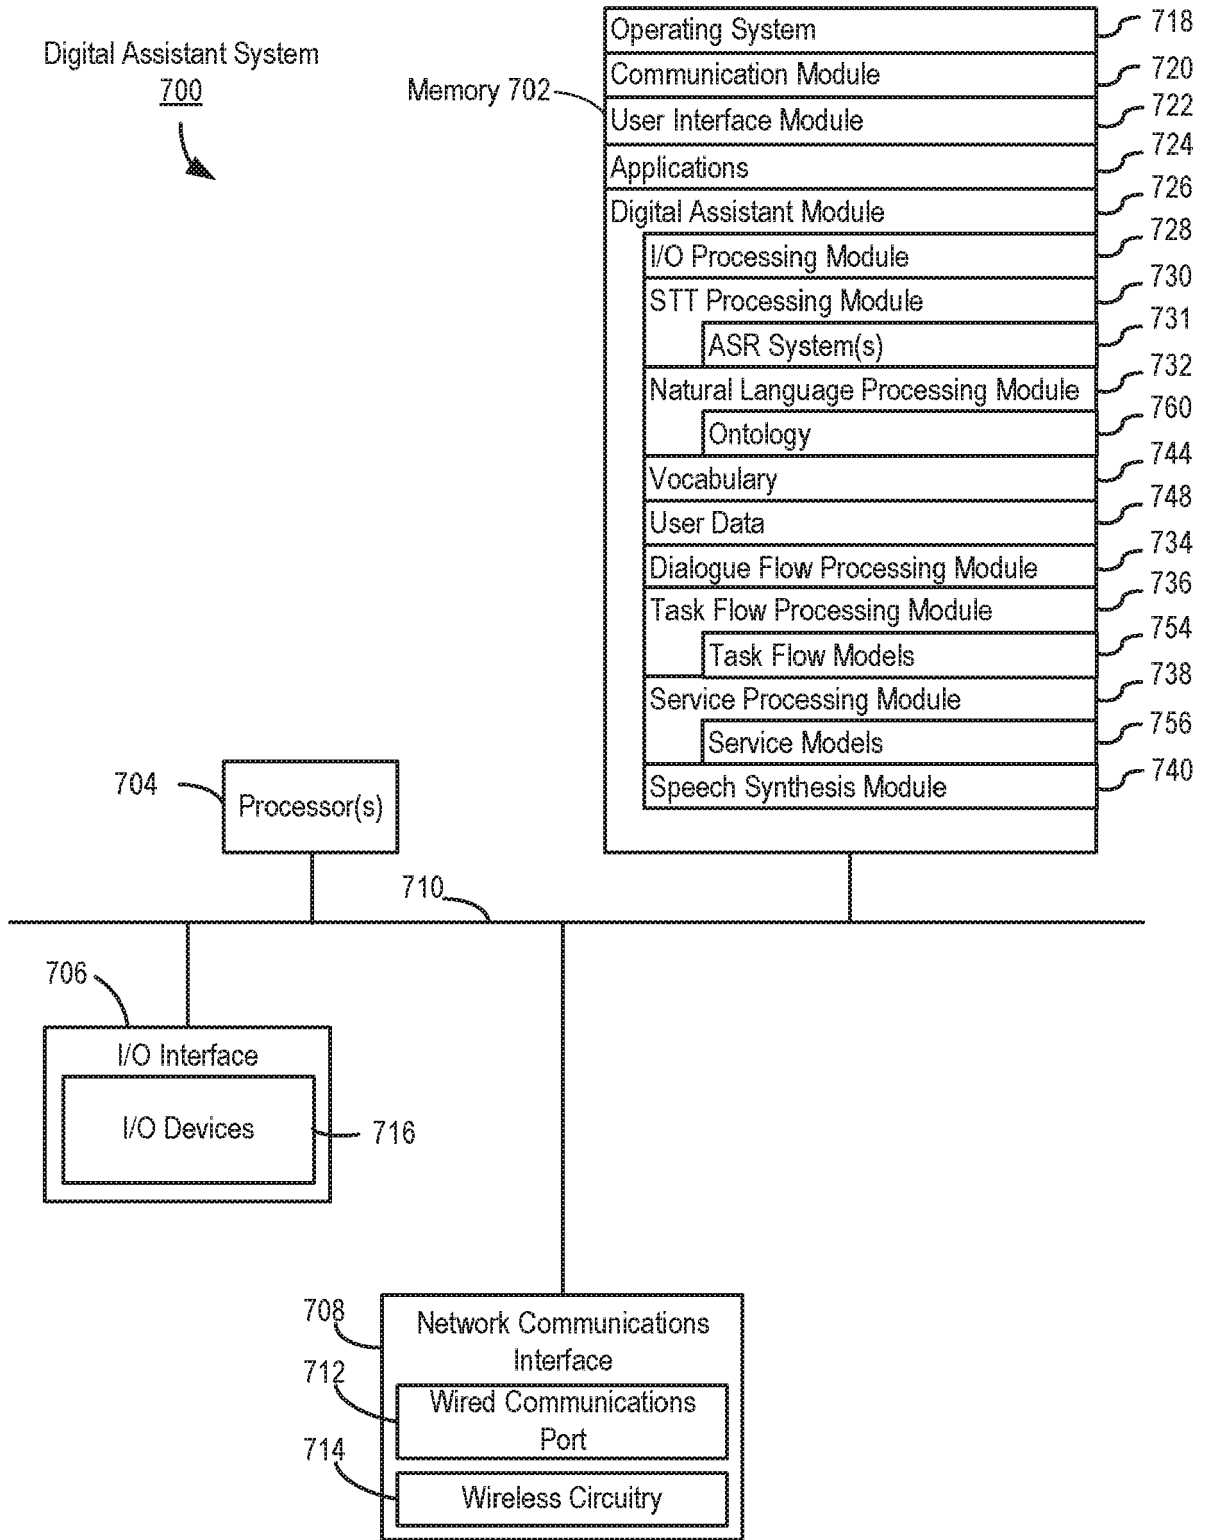 Digital Assistant System
700
Memory 702
Operating System 718
Communication Module 720
User Interface Module 722
Applications 724
Digital Assistant Module 726
I/O Processing Module 728
STT Processing Module 730
ASR System(s) 731
Natural Language Processing Module 732
Ontology 760
Vocabulary 744
User Data 748
Dialogue Flow Processing Module 734
Task Flow Processing Module 736
Task Flow Models 754
Service Processing Module 738
Service Models 756
Speech Synthesis Module 740
704
Processor(s)
710
706
I/O Interface
I/O Devices
716
708
Network Communications
Interface
712
Wired Communications
Port
714
Wireless Circuitry